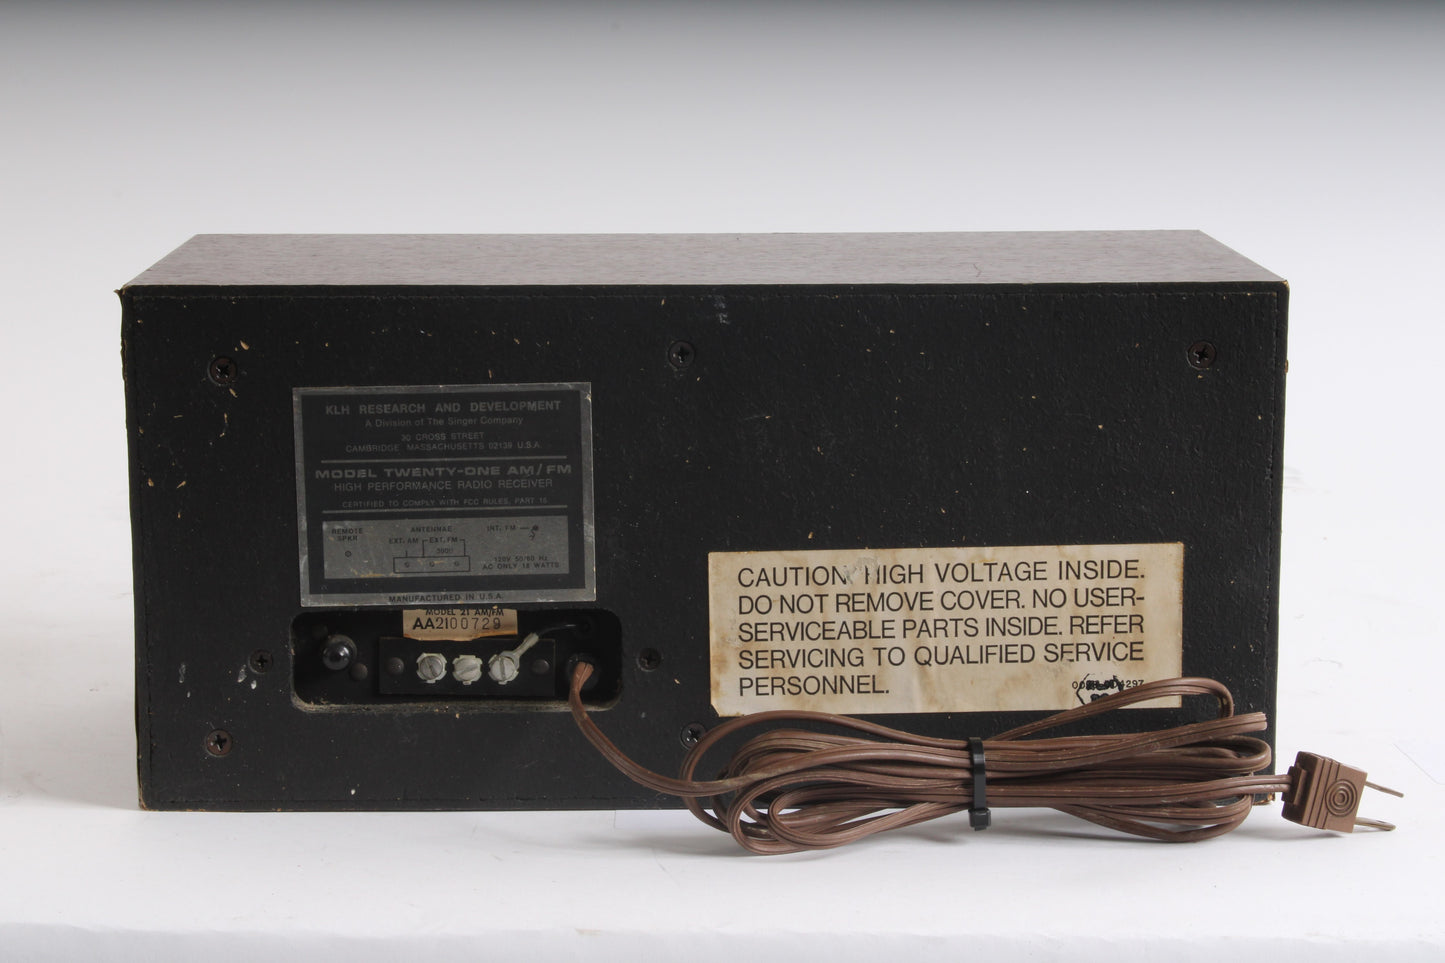 KLH RESEARCH AND DEVELOPMENT
A Division of The Singer Company
30 CROSS STREET
CAMBRIDGE MASSACHUSETTS 02139 U.S.A.
MODEL TWENTY-ONE AM/FM
HIGH PERFORMANCE RADIO RECEIVER
CERTIFIED TO COMPLY WITH FCC RULES, PART 15
REMOTE SPKR
ANTENNAE
EXT. AM EXT. FM
INT. FM
120V 50/60 Hz
AC ONLY 18 WATTS
MANUFACTURED IN U.S.A.
MODEL 21 AM/FM
AA2100729
CAUTION. HIGH VOLTAGE INSIDE.
DO NOT REMOVE COVER. NO USER-
SERVICEABLE PARTS INSIDE. REFER
SERVICING TO QUALIFIED SERVICE
PERSONNEL.